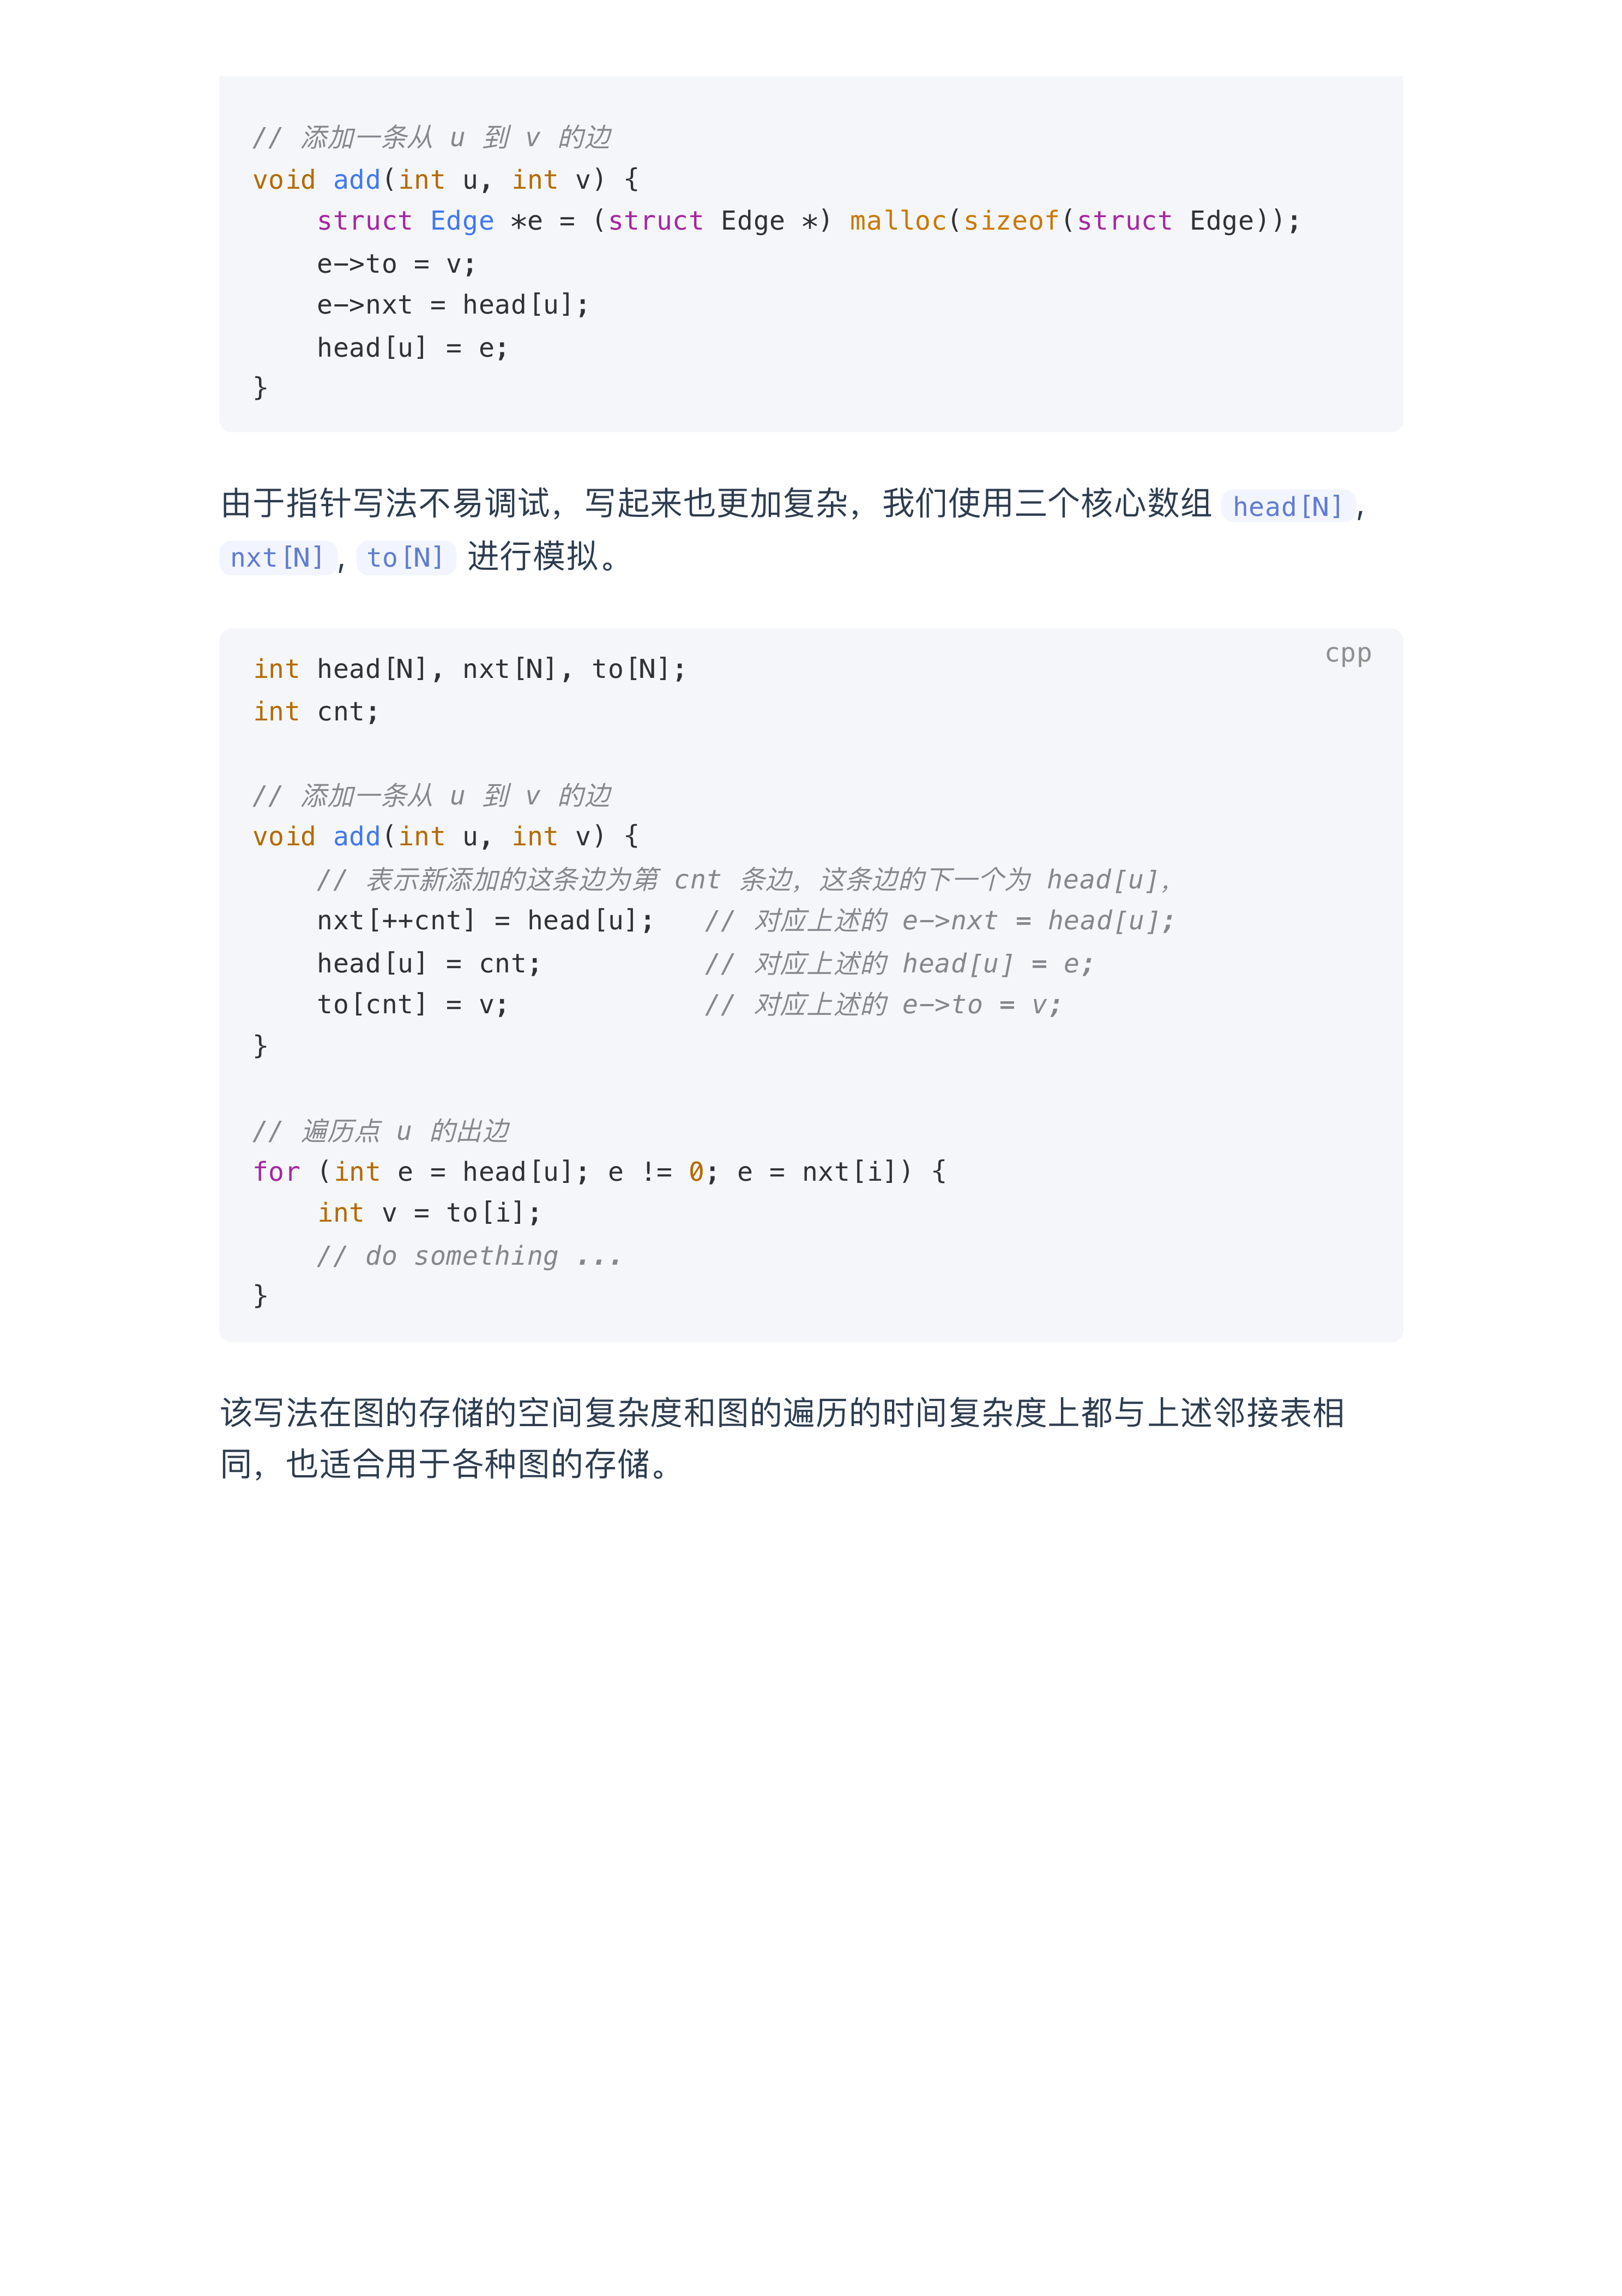 // 添加一条从 u 到 v 的边
void add(int u, int v) {
    struct Edge *e = (struct Edge *) malloc(sizeof(struct Edge));
    e->to = v;
    e->nxt = head[u];
    head[u] = e;
}
由于指针写法不易调试，写起来也更加复杂，我们使用三个核心数组 head[N],
nxt[N], to[N] 进行模拟。
cpp
int head[N], nxt[N], to[N];
int cnt;
// 添加一条从 u 到 v 的边
void add(int u, int v) {
    // 表示新添加的这条边为第 cnt 条边，这条边的下一个为 head[u]，
    nxt[++cnt] = head[u];   // 对应上述的 e->nxt = head[u];
    head[u] = cnt;          // 对应上述的 head[u] = e;
    to[cnt] = v;            // 对应上述的 e->to = v;
}
// 遍历点 u 的出边
for (int e = head[u]; e != 0; e = nxt[i]) {
    int v = to[i];
    // do something ...
}
该写法在图的存储的空间复杂度和图的遍历的时间复杂度上都与上述邻接表相
同，也适合用于各种图的存储。